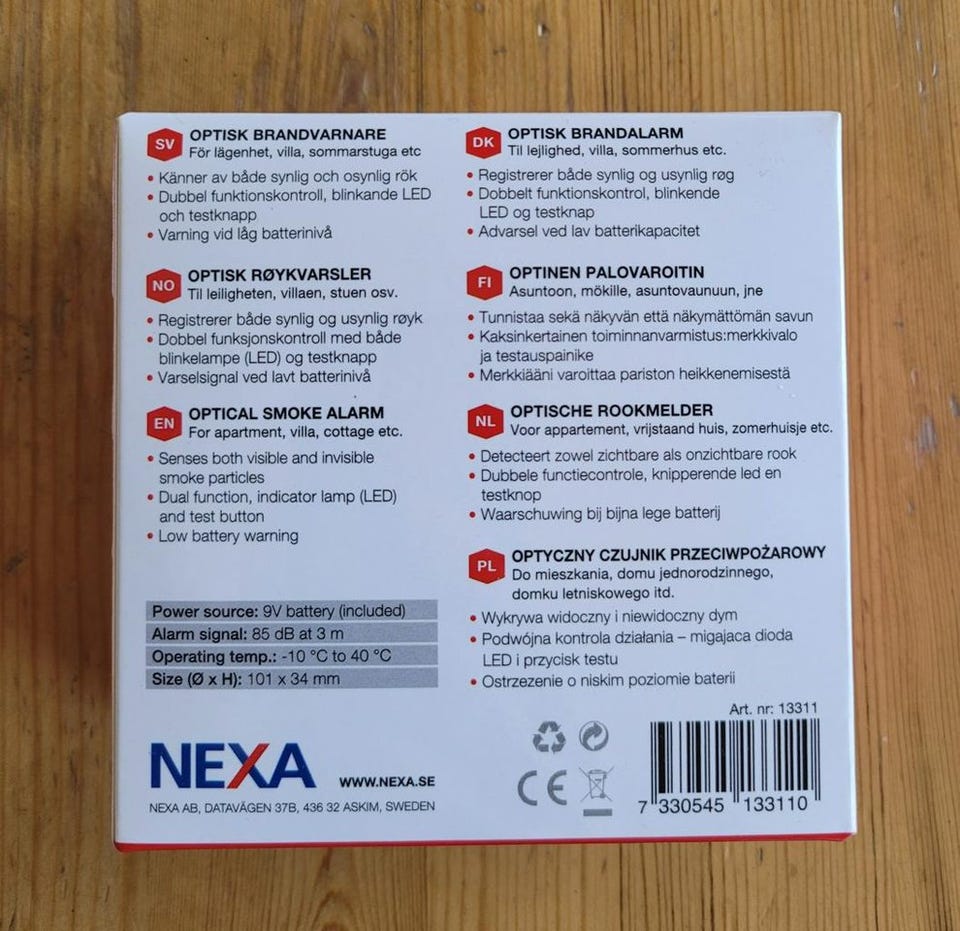 SV
OPTISK BRANDVARNARE
För lägenhet, villa, sommarstuga etc
• Känner av både synlig och osynlig rök
• Dubbel funktionskontroll, blinkande LED
och testknapp
• Varning vid låg batterinivå
NO
OPTISK RØYKVARSLER
Til leiligheten, villaen, stuen osv.
• Registrerer både synlig og usynlig røyk
• Dobbel funksjonskontroll med både
blinkelampe (LED) og testknapp
• Varselsignal ved lavt batterinivå
EN
OPTICAL SMOKE ALARM
For apartment, villa, cottage etc.
• Senses both visible and invisible
smoke particles
• Dual function, indicator lamp (LED)
and test button
• Low battery warning
Power source: 9V battery (included)
Alarm signal: 85 dB at 3 m
Operating temp.: -10 °C to 40 °C
Size (Ø x H): 101 x 34 mm
NEXA
WWW.NEXA.SE
NEXA AB, DATAVÄGEN 37B, 436 32 ASKIM, SWEDEN
DK
OPTISK BRANDALARM
Til lejlighed, villa, sommerhus etc.
• Registrerer både synlig og usynlig røg
• Dobbelt funktionskontrol, blinkende
LED og testknap
• Advarsel ved lav batterikapacitet
FI
OPTINEN PALOVAROITIN
Asuntoon, mökille, asuntovaunuun, jne
• Tunnistaa sekä näkyvän että näkymättömän savun
• Kaksinkertainen toiminnanvarmistus:merkkivalo
ja testauspainike
• Merkkiääni varoittaa pariston heikkenemisestä
NL
OPTISCHE ROOKMELDER
Voor appartement, vrijstaand huis, zomerhuisje etc.
• Detecteert zowel zichtbare als onzichtbare rook
• Dubbele functiecontrole, knipperende led en
testknop
• Waarschuwing bij bijna lege batterij
PL
OPTYCZNY CZUJNIK PRZECIWPOŻAROWY
Do mieszkania, domu jednorodzinnego,
domku letniskowego itd.
• Wykrywa widoczny i niewidoczny dym
• Podwójna kontrola działania – migajaca dioda
LED i przycisk testu
• Ostrzezenie o niskim poziomie baterii
Art. nr: 13311
CE
7 330545 133110